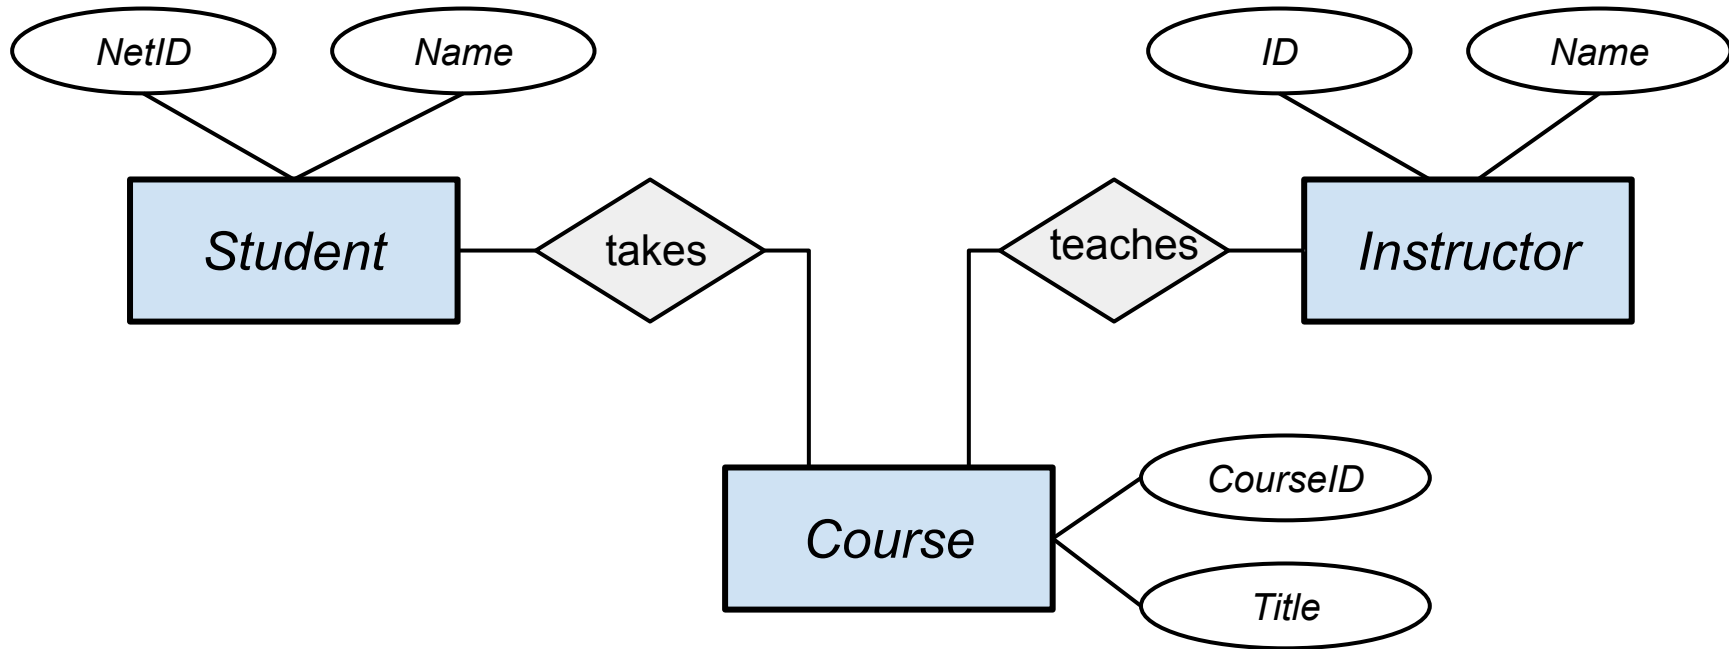 NetID
Name
ID
Name
Student
takes
teaches
Instructor
CourseID
Course
Title